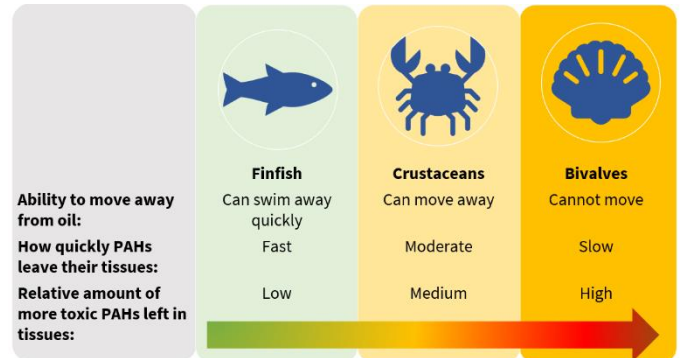 Finfish Crustaceans Bivalves
Ability to move away Can swim away Can move away Cannot move
from oil: quickly
How quickly PAHs Fast Moderate Slow
leave their tissues:
Relative amount of Low Medium High
more toxic PAHs left in
tissues: